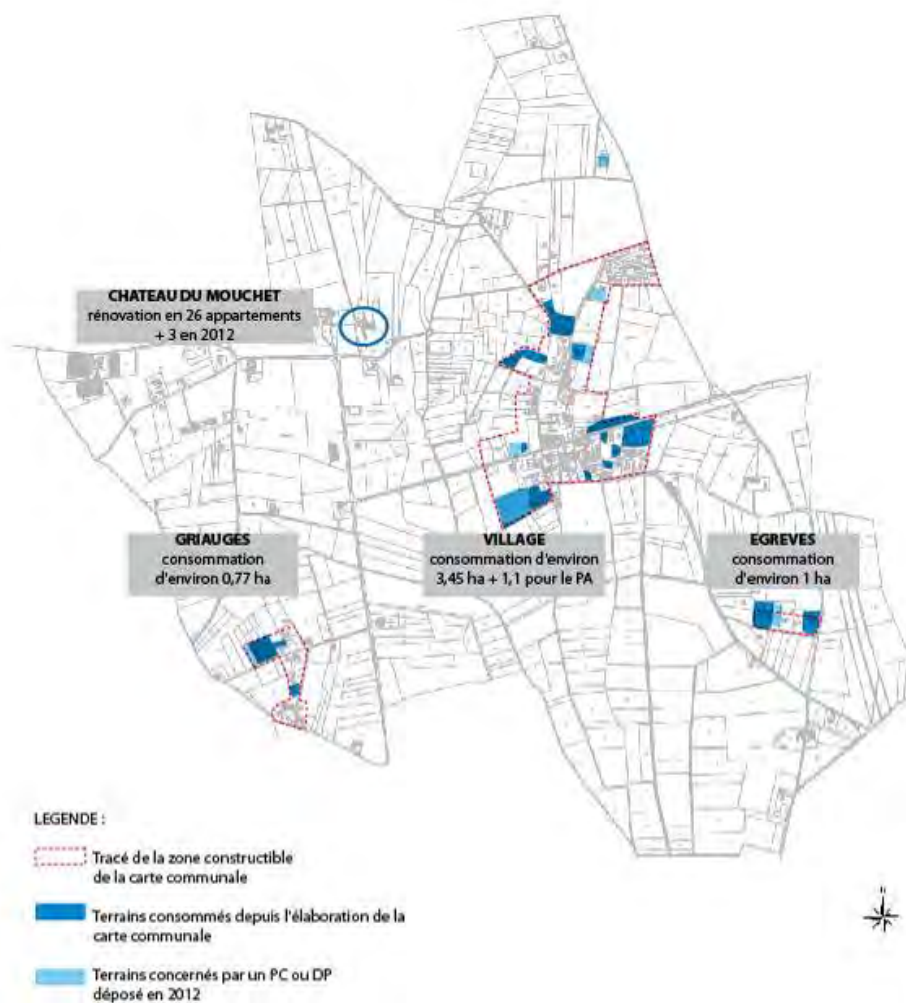 CHATEAU DU MOUCHET
rénovation en 26 appartements
+ 3 en 2012
GRIAUGES
consommation
d'environ 0,77 ha
VILLAGE
consommation d'environ
3,45 ha + 1,1 pour le PA
EGREVES
consommation
d'environ 1 ha
LEGENDE :
Tracé de la zone constructible
de la carte communale
Terrains consommés depuis l'élaboration de la
carte communale
Terrains concernés par un PC ou DP
déposé en 2012